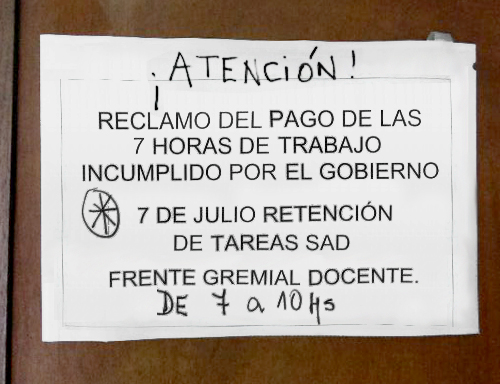 ¡ATENCIÓN!
RECLAMO DEL PAGO DE LAS
7 HORAS DE TRABAJO
INCUMPLIDO POR EL GOBIERNO
7 DE JULIO RETENCIÓN
DE TAREAS SAD
FRENTE GREMIAL DOCENTE.
DE 7 a 10 Hs